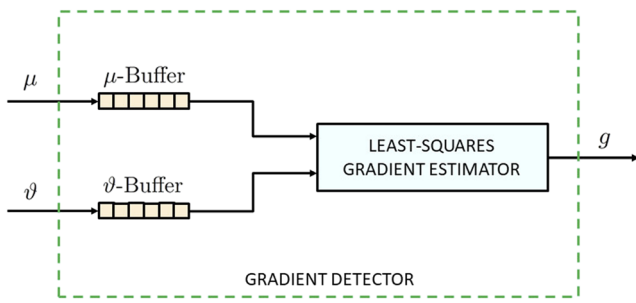 μ
μ-Buffer
ϑ
ϑ-Buffer
LEAST-SQUARES
GRADIENT ESTIMATOR
g
GRADIENT DETECTOR